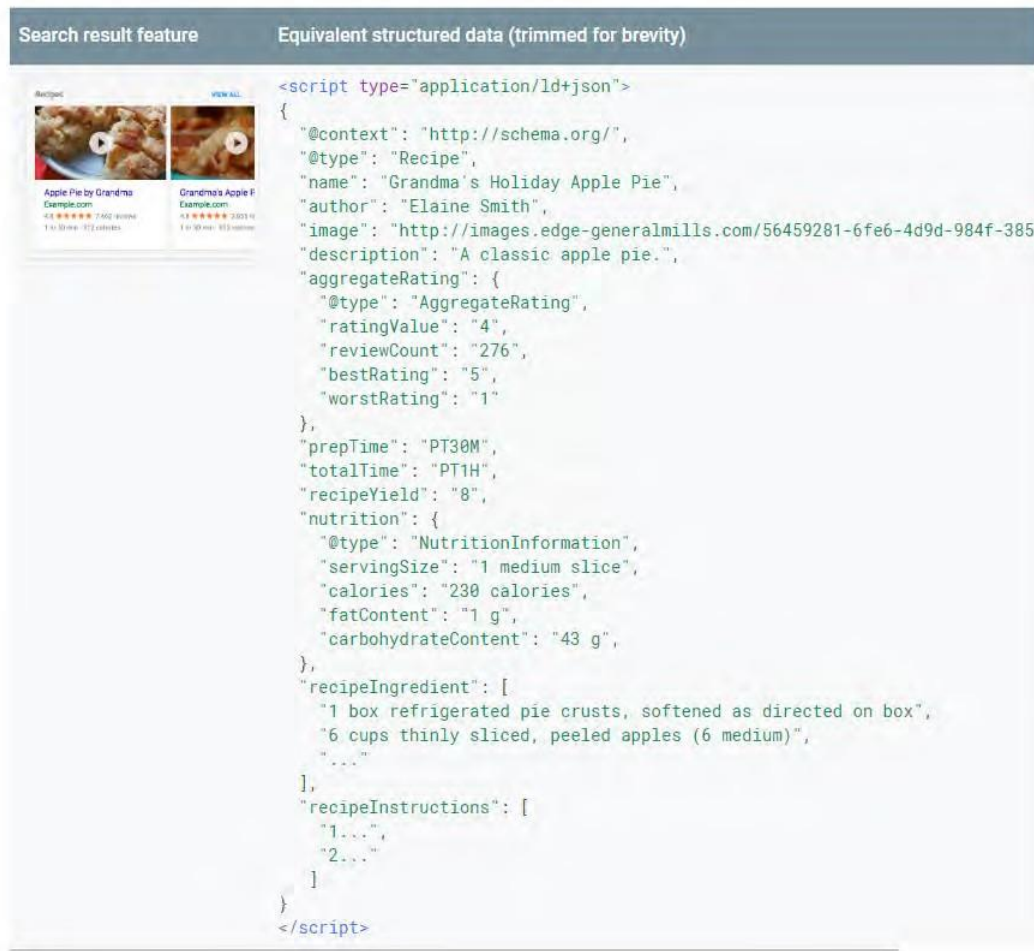 Search result feature
Equivalent structured data (trimmed for brevity)
Recipes
VIEW ALL
Apple Pie by Grandma
Example.com
Grandma's Apple P
Example.com
<script type="application/ld+json">
{
"@context": "http://schema.org/",
"@type": "Recipe",
"name": "Grandma's Holiday Apple Pie",
"author": "Elaine Smith",
"image": "http://images.edge-generalmills.com/56459281-6fe6-4d9d-984f-385
"description": "A classic apple pie.",
"aggregateRating": {
"@type": "AggregateRating",
"ratingValue": "4",
"reviewCount": "276",
"bestRating": "5",
"worstRating": "1"
},
"prepTime": "PT30M",
"totalTime": "PT1H",
"recipeYield": "8",
"nutrition": {
"@type": "NutritionInformation",
"servingSize": "1 medium slice",
"calories": "230 calories",
"fatContent": "1 g",
"carbohydrateContent": "43 g",
},
"recipeIngredient": [
"1 box refrigerated pie crusts, softened as directed on box",
"6 cups thinly sliced, peeled apples (6 medium)",
"..."
],
"recipeInstructions": [
"1...",
"2..."
]
}
</script>